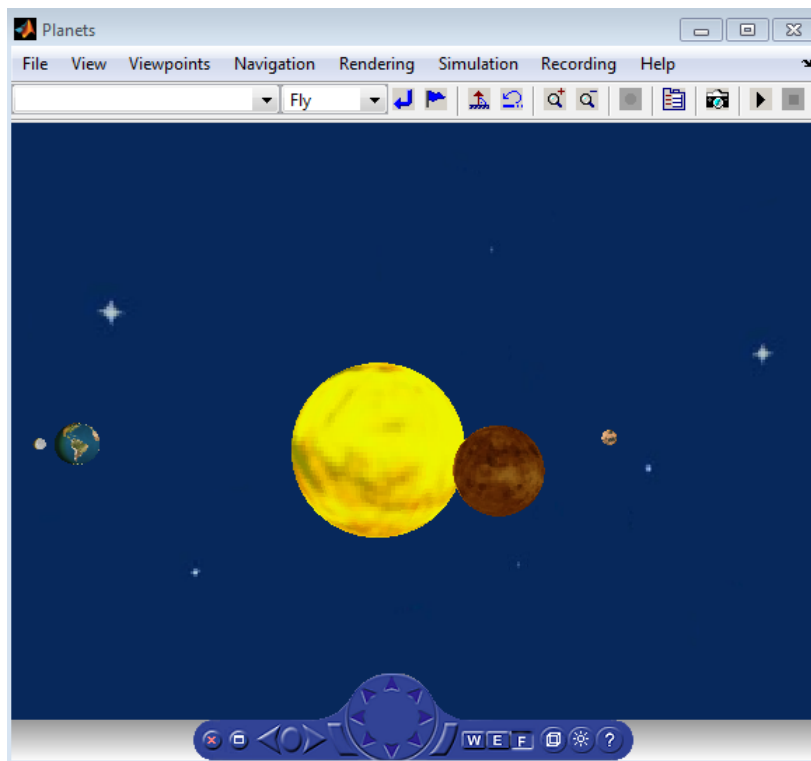 Planets
File View Viewpoints Navigation Rendering Simulation Recording Help
Fly
W E F ?